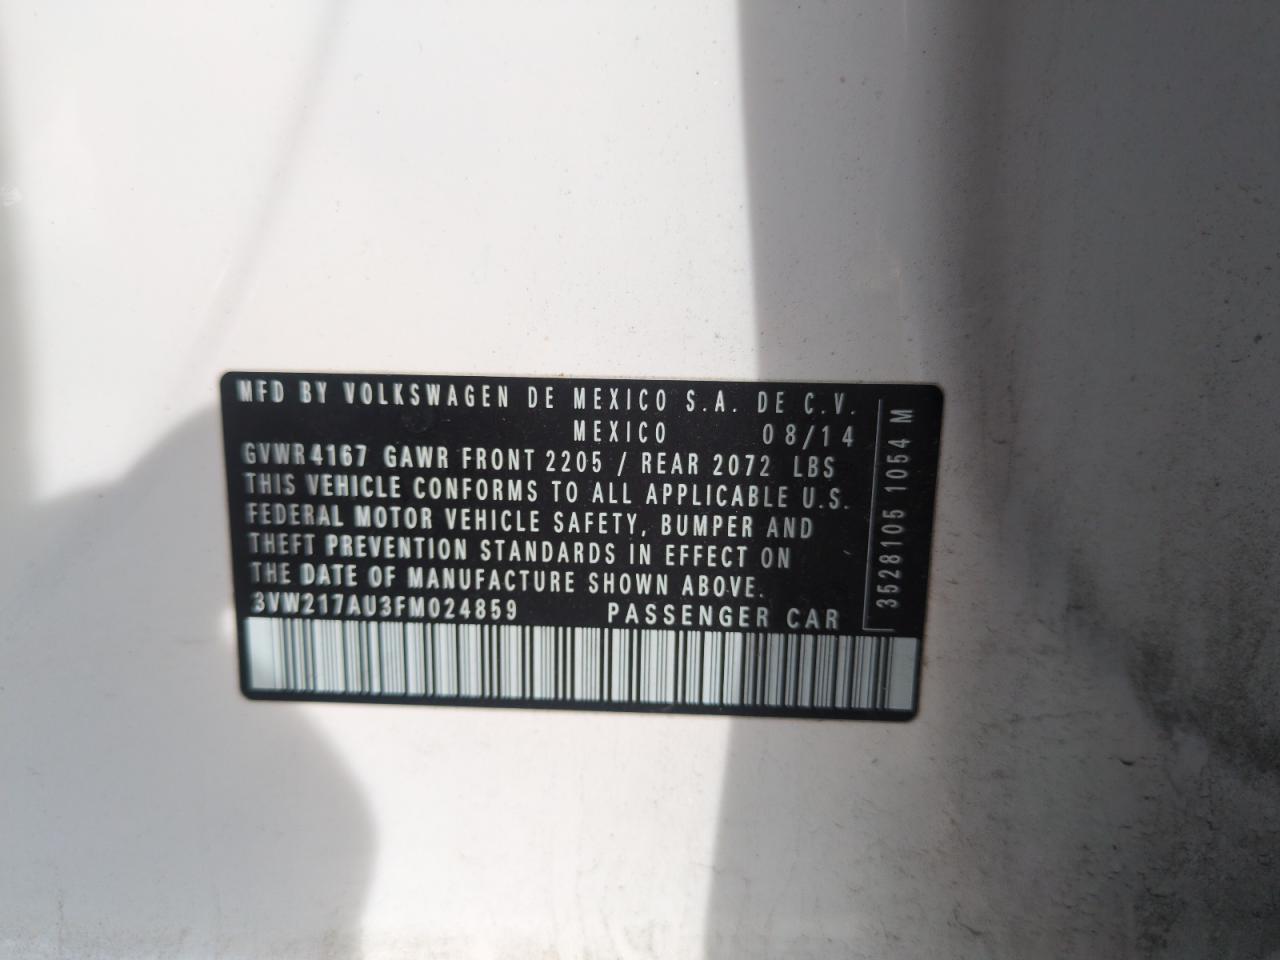 MFD BY VOLKSWAGEN DE MEXICO S.A. DE C.V.
MEXICO 08/14
GVWR 4167 GAWR FRONT 2205 / REAR 2072 LBS
THIS VEHICLE CONFORMS TO ALL APPLICABLE U.S.
FEDERAL MOTOR VEHICLE SAFETY, BUMPER AND
THEFT PREVENTION STANDARDS IN EFFECT ON
THE DATE OF MANUFACTURE SHOWN ABOVE.
3VW217AU3FM024859 PASSENGER CAR
3528105 1054 M